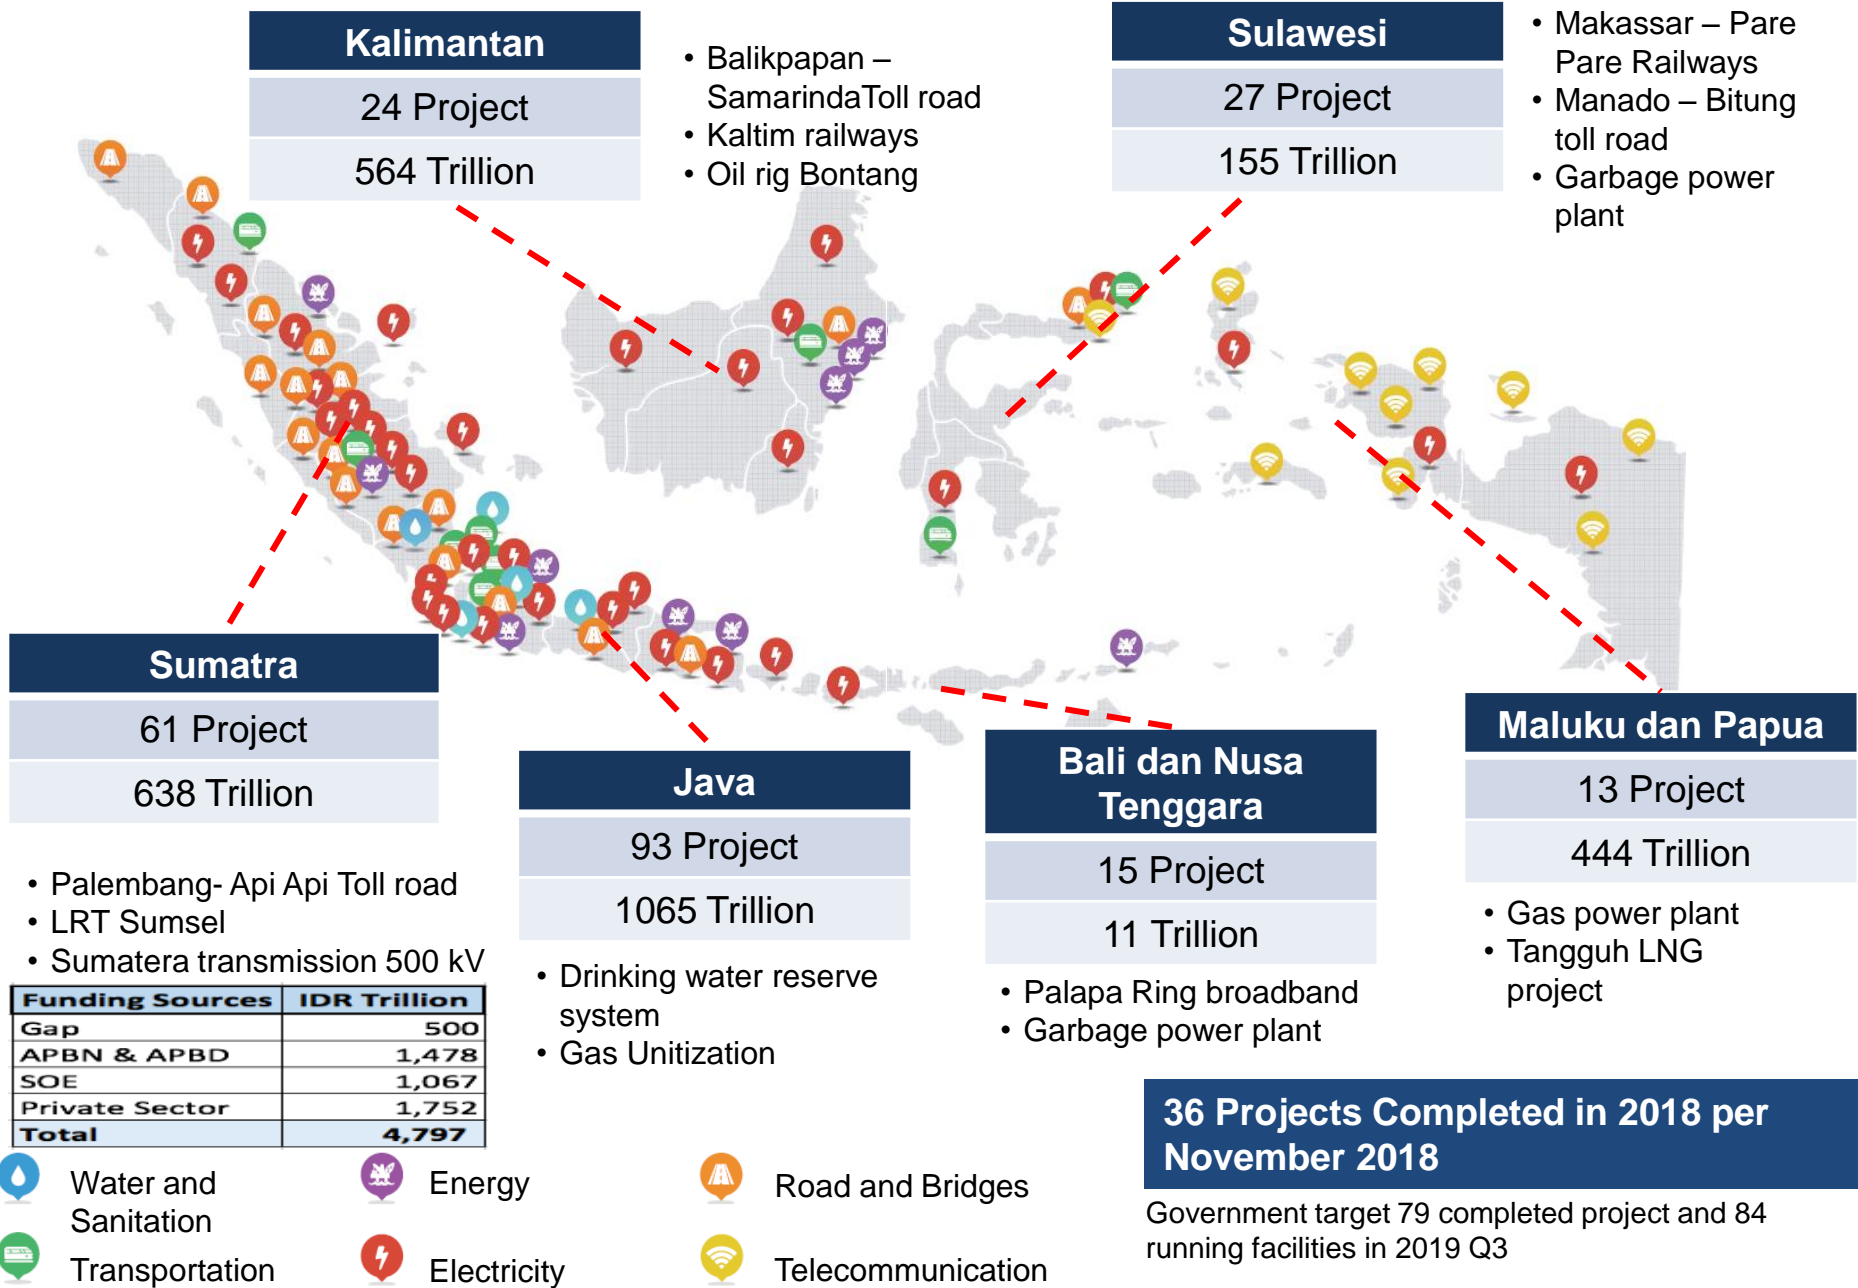 Kalimantan
24 Project
564 Trillion
• Balikpapan –
SamarindaToll road
• Kaltim railways
• Oil rig Bontang
Sulawesi
27 Project
155 Trillion
• Makassar – Pare
Pare Railways
• Manado – Bitung
toll road
• Garbage power
plant
Sumatra
61 Project
638 Trillion
• Palembang- Api Api Toll road
• LRT Sumsel
• Sumatera transmission 500 kV
Java
93 Project
1065 Trillion
• Drinking water reserve
system
• Gas Unitization
Bali dan Nusa
Tenggara
15 Project
11 Trillion
• Palapa Ring broadband
• Garbage power plant
Maluku dan Papua
13 Project
444 Trillion
• Gas power plant
• Tangguh LNG
project
Funding Sources IDR Trillion
Gap 500
APBN & APBD 1,478
SOE 1,067
Private Sector 1,752
Total 4,797
36 Projects Completed in 2018 per
November 2018
Government target 79 completed project and 84
running facilities in 2019 Q3
Water and
Sanitation
Energy
Road and Bridges
Transportation
Electricity
Telecommunication